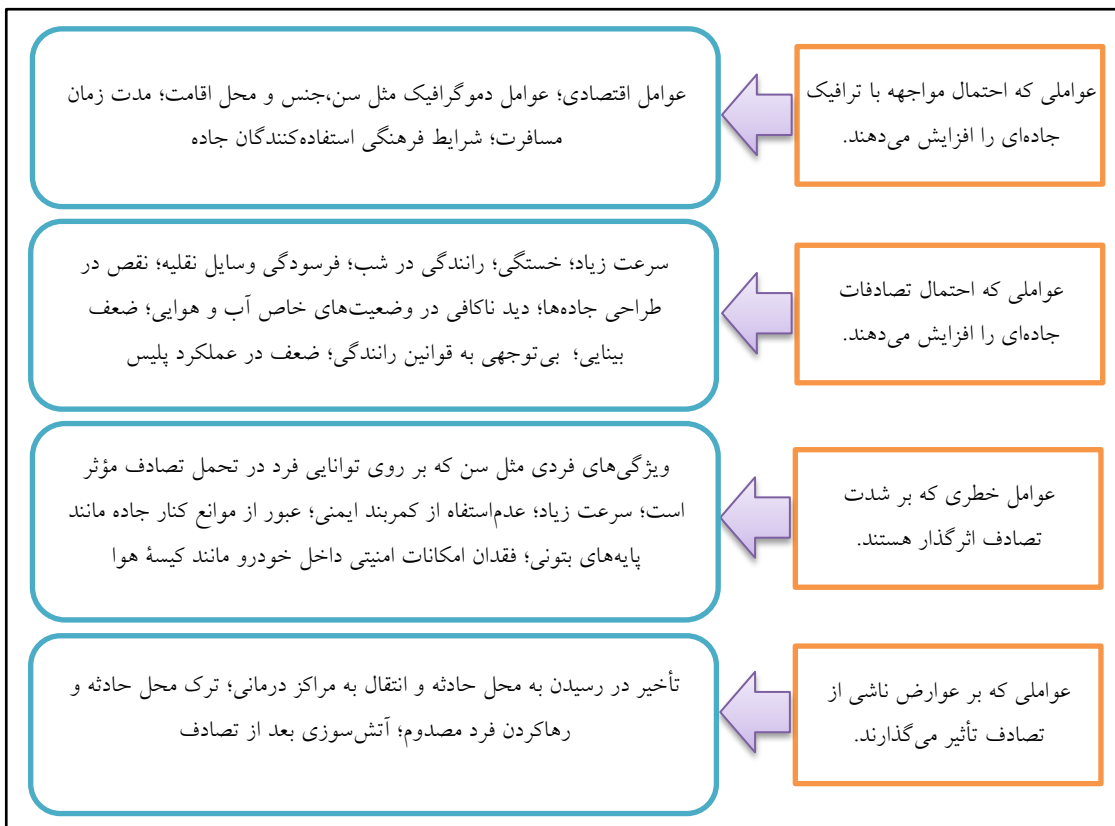 عواملی که احتمال مواجهه با ترافیک
جاده‌ای را افزایش می‌دهند.
عوامل اقتصادی؛ عوامل دموگرافیک مثل سن،جنس و محل اقامت؛ مدت زمان
مسافرت؛ شرایط فرهنگی استفاده‌کنندگان جاده
عواملی که احتمال تصادفات
جاده‌ای را افزایش می‌دهند.
سرعت زیاد؛ خستگی؛ رانندگی در شب؛ فرسودگی وسایل نقلیه؛ نقص در
طراحی جاده‌ها؛ دید ناکافی در وضعیت‌های خاص آب و هوایی؛ ضعف
بینایی؛ بی‌توجهی به قوانین رانندگی؛ ضعف در عملکرد پلیس
عوامل خطری که بر شدت
تصادف اثرگذار هستند.
ویژگی‌های فردی مثل سن که بر روی توانایی فرد در تحمل تصادف مؤثر
است؛ سرعت زیاد؛ عدم‌استفاه از کمربند ایمنی؛ عبور از موانع کنار جاده مانند
پایه‌های بتونی؛ فقدان امکانات امنیتی داخل خودرو مانند کیسۀ هوا
عواملی که بر عوارض ناشی از
تصادف تأثیر می‌گذارند.
تأخیر در رسیدن به محل حادثه و انتقال به مراکز درمانی؛ ترک محل حادثه و
رهاکردن فرد مصدوم؛ آتش‌سوزی بعد از تصادف